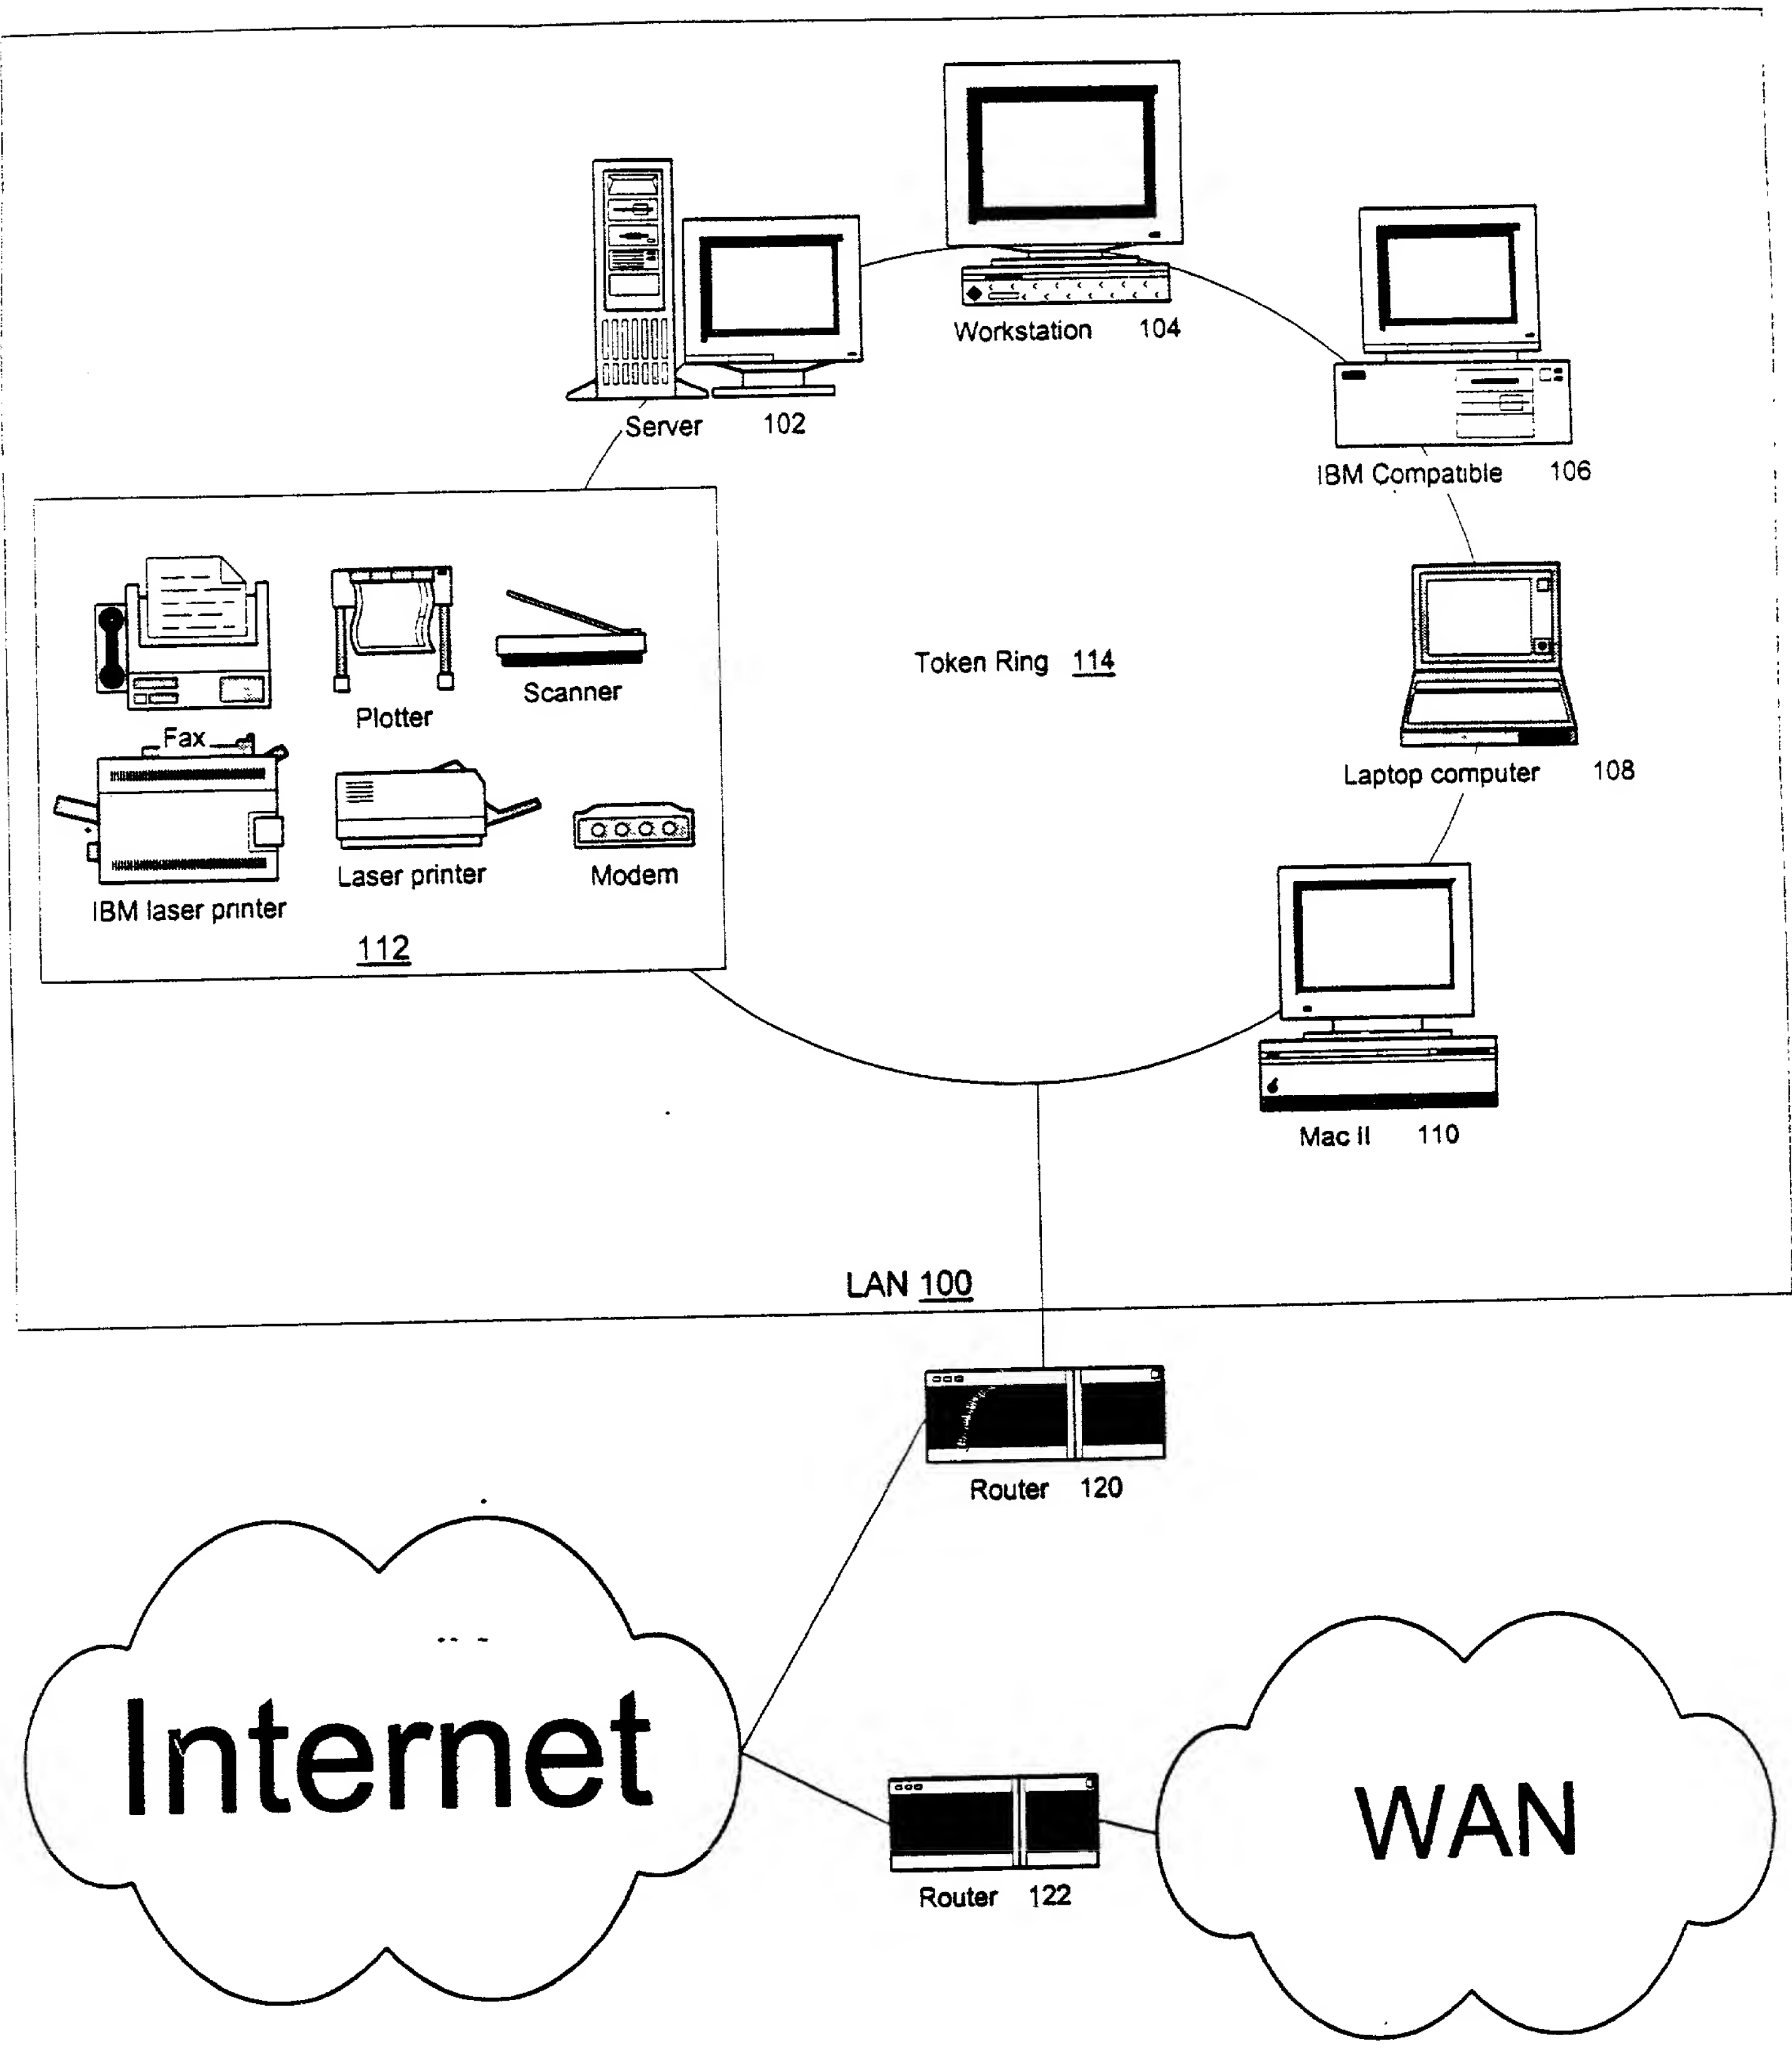 Workstation 104
Server 102
IBM Compatible 106
Token Ring 114
Scanner
Plotter
Fax
Laptop computer 108
Laser printer
Modem
IBM laser printer
112
Mac II 110
LAN 100
Router 120
Internet
WAN
Router 122